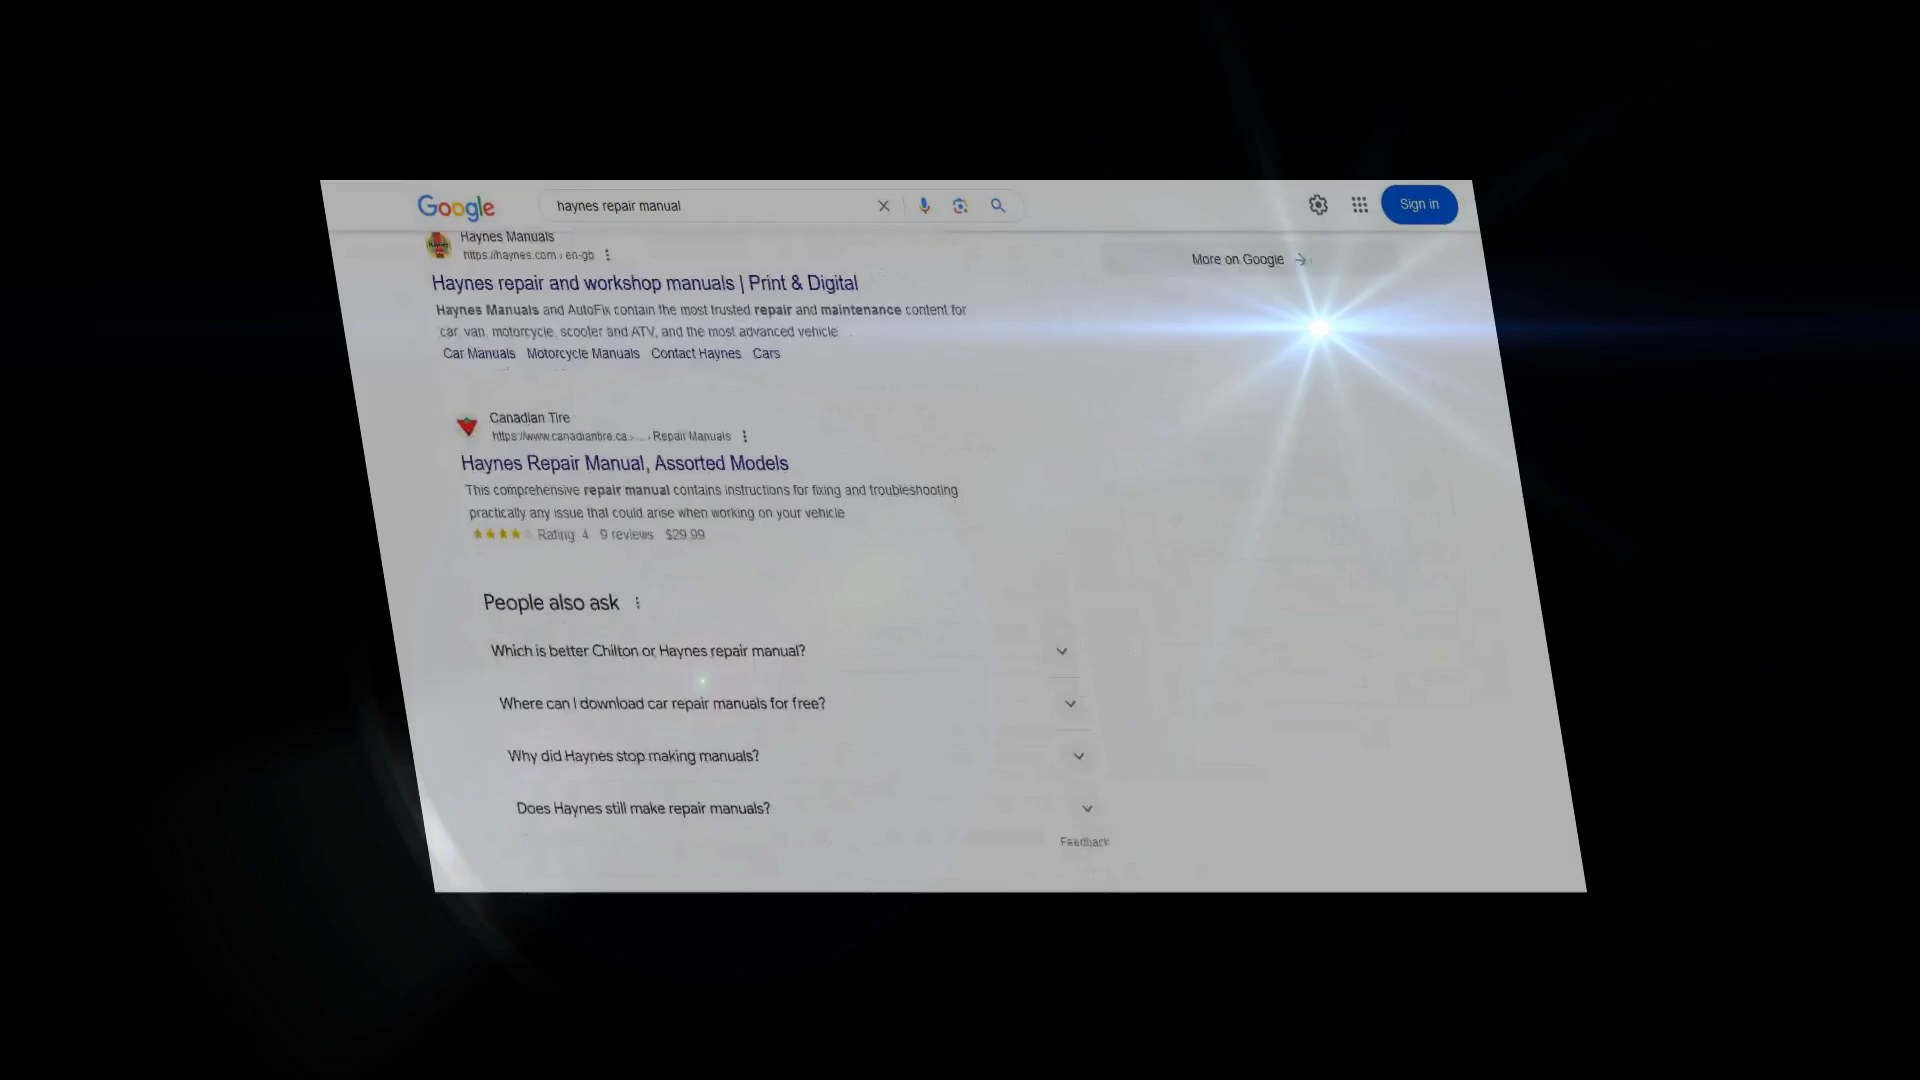 Google
haynes repair manual
Sign in
Haynes Manuals
https://haynes.com › en-gb
More on Google →
Haynes repair and workshop manuals | Print & Digital
Haynes Manuals and AutoFix contain the most trusted repair and maintenance content for
car, van, motorcycle, scooter and ATV, and the most advanced vehicle
Car Manuals Motorcycle Manuals Contact Haynes Cars
Canadian Tire
https://www.canadiantire.ca › ... › Repair Manuals
Haynes Repair Manual, Assorted Models
This comprehensive repair manual contains instructions for fixing and troubleshooting
practically any issue that could arise when working on your vehicle
Rating: 4 9 reviews $29.99
People also ask
Which is better Chilton or Haynes repair manual?
Where can I download car repair manuals for free?
Why did Haynes stop making manuals?
Does Haynes still make repair manuals?
Feedback